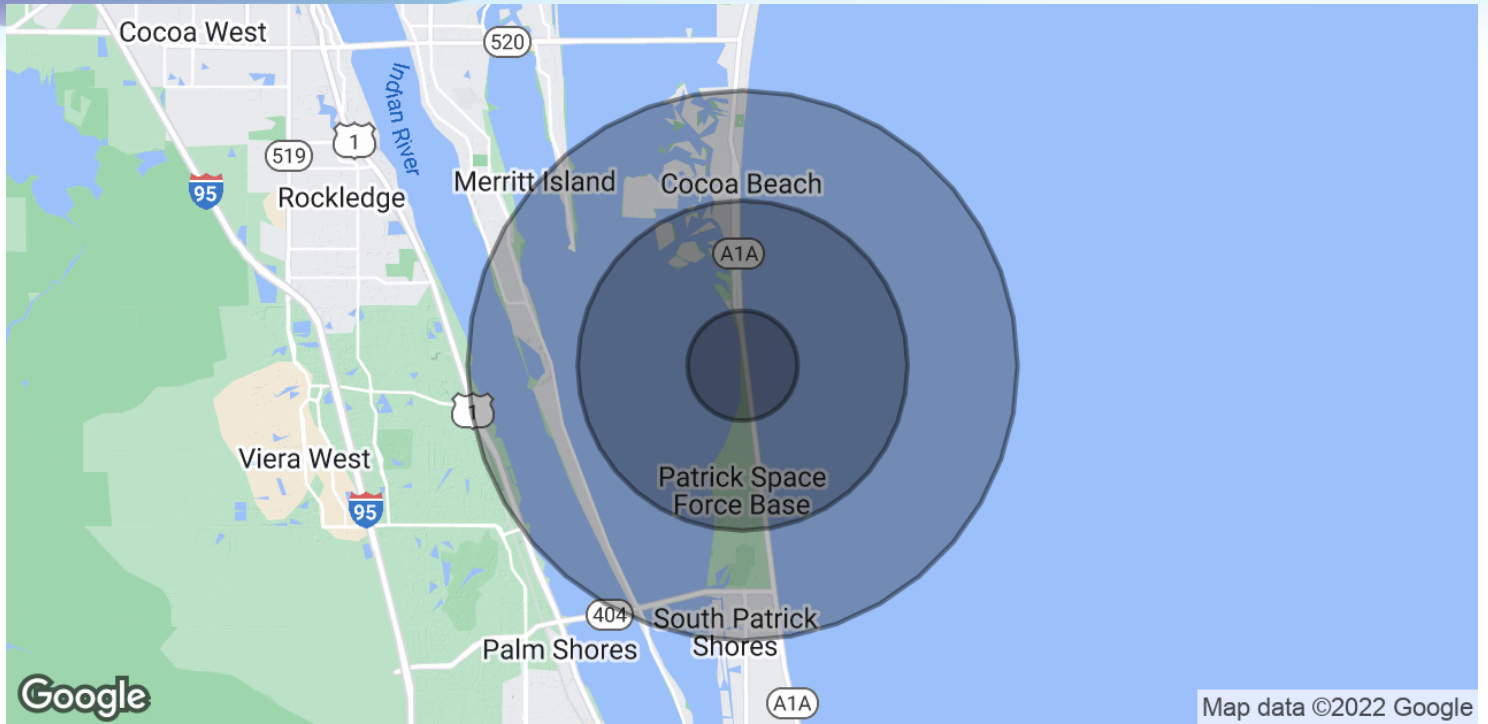 Cocoa West
520
Indian River
1
519
95
Rockledge
Merritt Island
Cocoa Beach
A1A
1
Viera West
95
Patrick Space
Force Base
404
South Patrick
Shores
Palm Shores
A1A
Google
Map data ©2022 Google